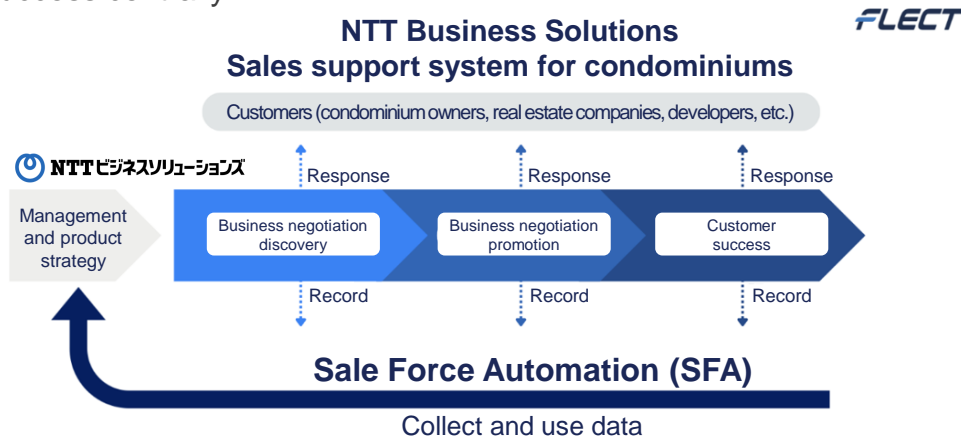 FLECT
NTT Business Solutions
Sales support system for condominiums
Customers (condominium owners, real estate companies, developers, etc.)
NTTビジネスソリューションズ
Response
Response
Response
Management
and product
strategy
Business negotiation
discovery
Business negotiation
promotion
Customer
success
Record
Record
Record
Sale Force Automation (SFA)
Collect and use data